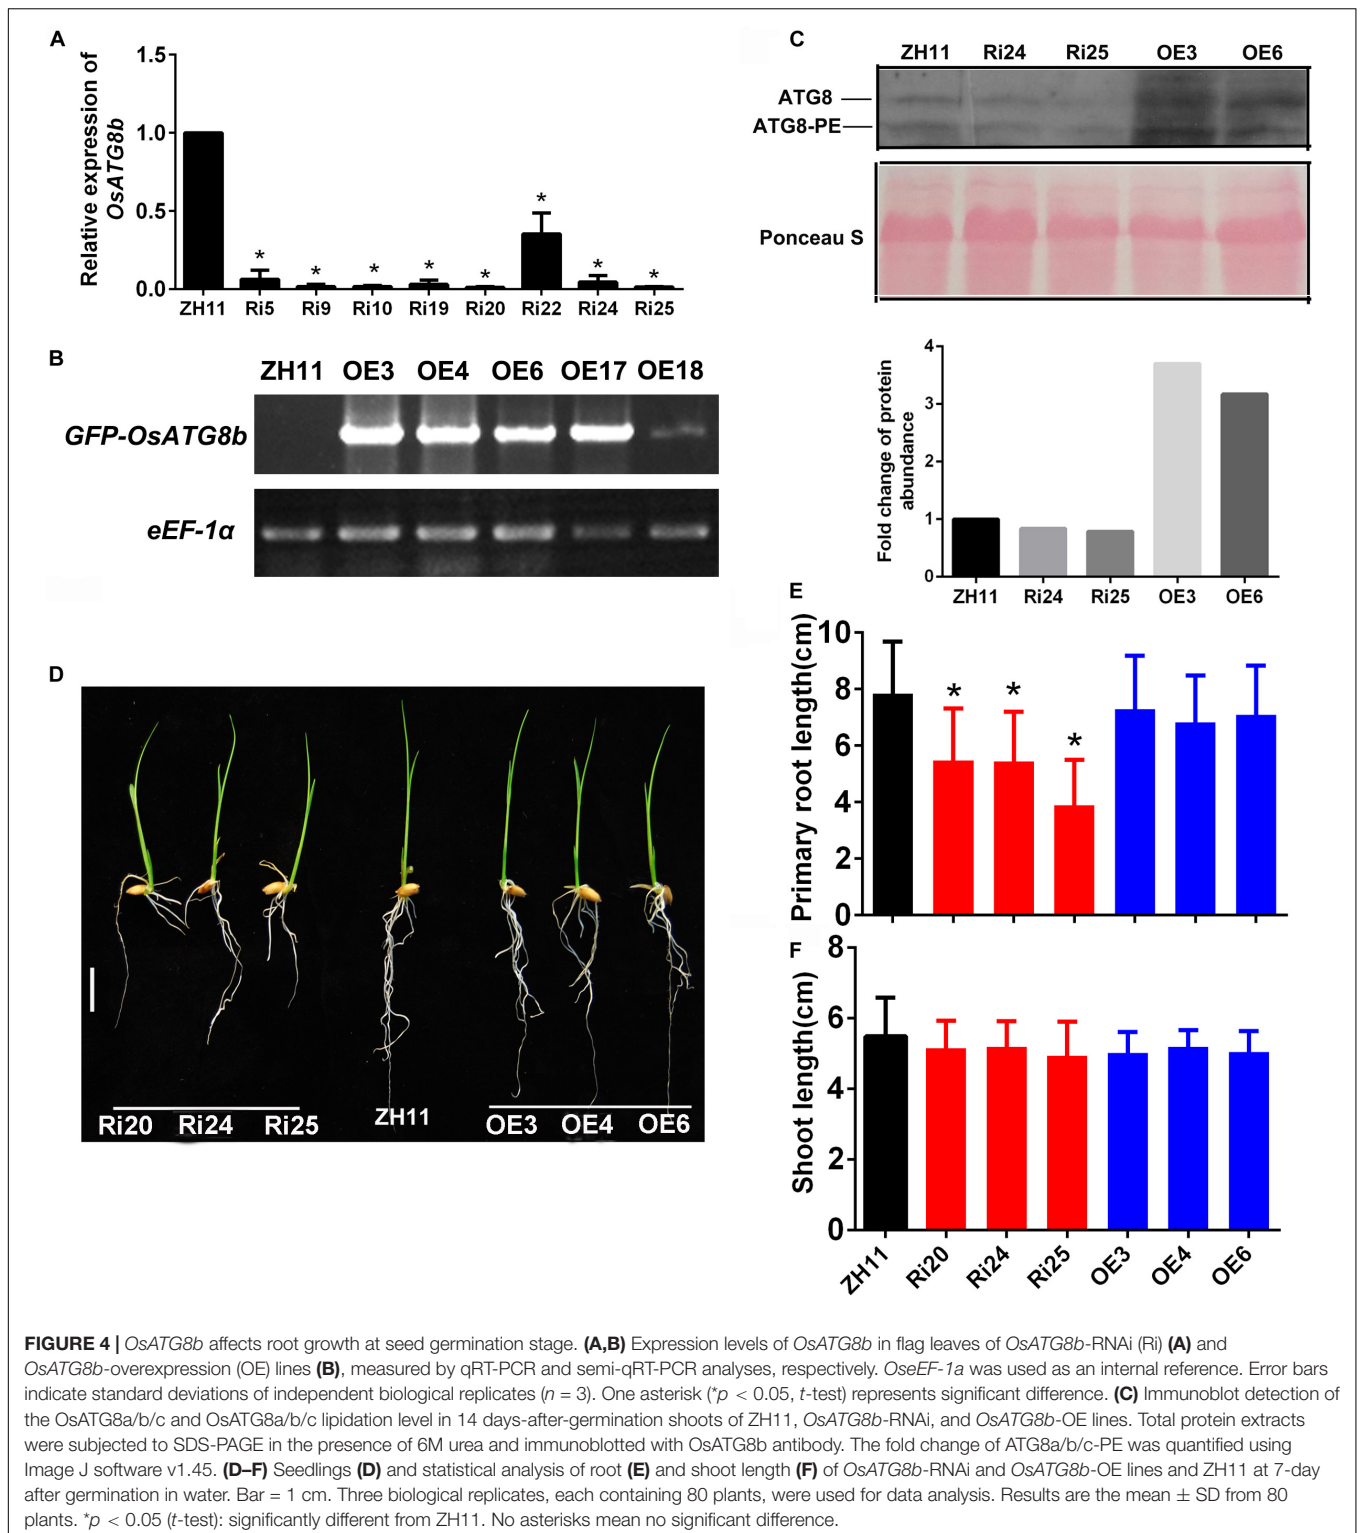 A
1.5
1.0
0.5
0.0
Relative expression of
OsATG8b
* * * * * * * *
ZH11 Ri5 Ri9 Ri10 Ri19 Ri20 Ri22 Ri24 Ri25
B
ZH11 OE3 OE4 OE6 OE17 OE18
GFP-OsATG8b
eEF-1α
C
ZH11 Ri24 Ri25 OE3 OE6
ATG8
ATG8-PE
Ponceau S
4
3
2
1
0
Fold change of protein
abundance
ZH11 Ri24 Ri25 OE3 OE6
D
Ri20 Ri24 Ri25 ZH11 OE3 OE4 OE6
E
10
8
6
4
2
0
Primary root length(cm)
* * *
F
8
6
4
2
0
Shoot length(cm)
ZH11 Ri20 Ri24 Ri25 OE3 OE4 OE6
FIGURE 4 | OsATG8b affects root growth at seed germination stage. (A,B) Expression levels of OsATG8b in flag leaves of OsATG8b-RNAi (Ri) (A) and
OsATG8b-overexpression (OE) lines (B), measured by qRT-PCR and semi-qRT-PCR analyses, respectively. OseEF-1a was used as an internal reference. Error bars
indicate standard deviations of independent biological replicates (n = 3). One asterisk (*p < 0.05, t-test) represents significant difference. (C) Immunoblot detection of
the OsATG8a/b/c and OsATG8a/b/c lipidation level in 14 days-after-germination shoots of ZH11, OsATG8b-RNAi, and OsATG8b-OE lines. Total protein extracts
were subjected to SDS-PAGE in the presence of 6M urea and immunoblotted with OsATG8b antibody. The fold change of ATG8a/b/c-PE was quantified using
Image J software v1.45. (D–F) Seedlings (D) and statistical analysis of root (E) and shoot length (F) of OsATG8b-RNAi and OsATG8b-OE lines and ZH11 at 7-day
after germination in water. Bar = 1 cm. Three biological replicates, each containing 80 plants, were used for data analysis. Results are the mean ± SD from 80
plants. *p < 0.05 (t-test): significantly different from ZH11. No asterisks mean no significant difference.